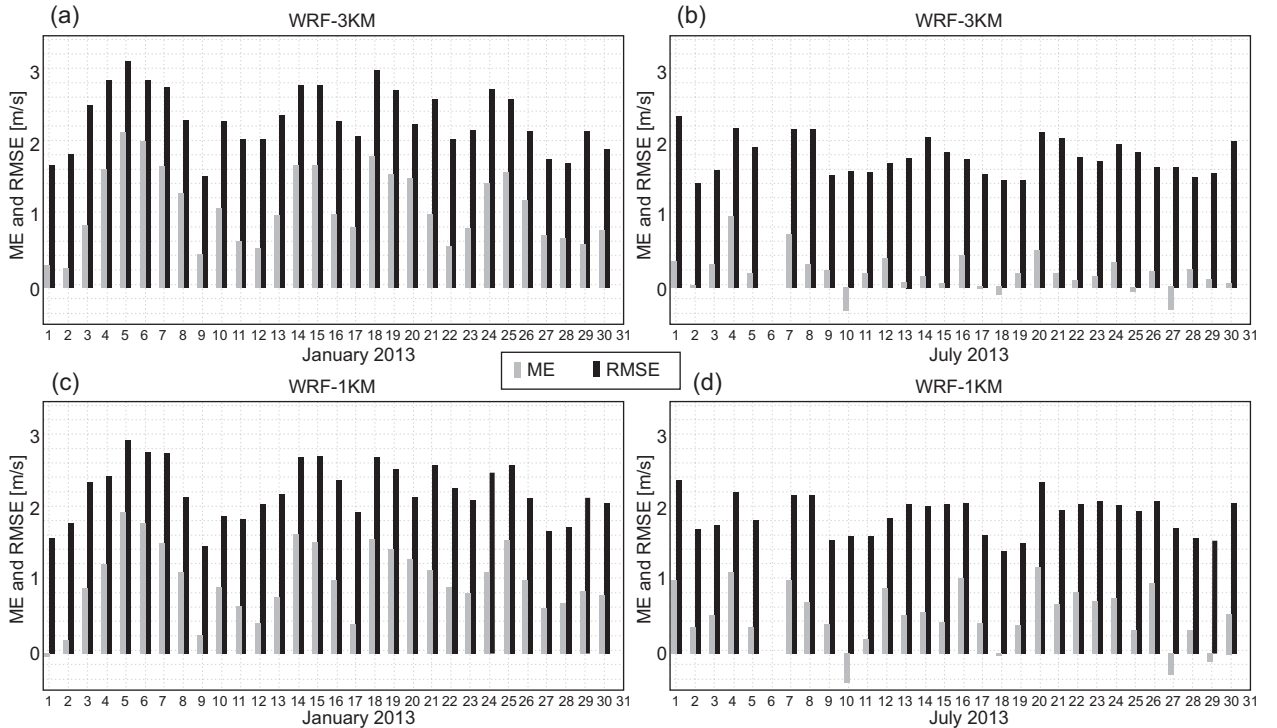 (a)
WRF-3KM
ME and RMSE [m/s]
3
2
1
0
1 2 3 4 5 6 7 8 9 10 11 12 13 14 15 16 17 18 19 20 21 22 23 24 25 26 27 28 29 30 31
January 2013
(b)
WRF-3KM
ME and RMSE [m/s]
3
2
1
0
1 2 3 4 5 6 7 8 9 10 11 12 13 14 15 16 17 18 19 20 21 22 23 24 25 26 27 28 29 30 31
July 2013
ME RMSE
(c)
WRF-1KM
ME and RMSE [m/s]
3
2
1
0
1 2 3 4 5 6 7 8 9 10 11 12 13 14 15 16 17 18 19 20 21 22 23 24 25 26 27 28 29 30 31
January 2013
(d)
WRF-1KM
ME and RMSE [m/s]
3
2
1
0
1 2 3 4 5 6 7 8 9 10 11 12 13 14 15 16 17 18 19 20 21 22 23 24 25 26 27 28 29 30 31
July 2013